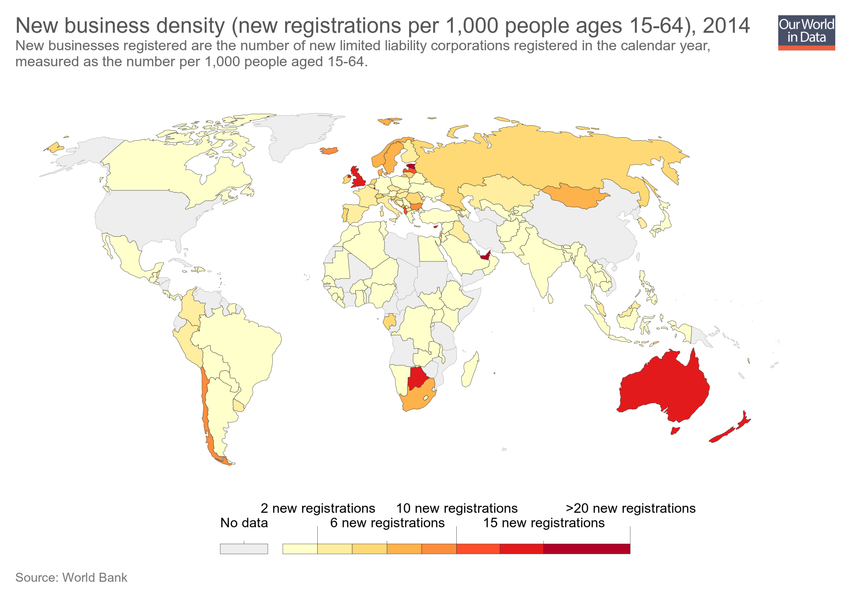 New business density (new registrations per 1,000 people ages 15-64), 2014
Our World
in Data
New businesses registered are the number of new limited liability corporations registered in the calendar year,
measured as the number per 1,000 people aged 15-64.
2 new registrations 10 new registrations >20 new registrations
No data 6 new registrations 15 new registrations
Source: World Bank